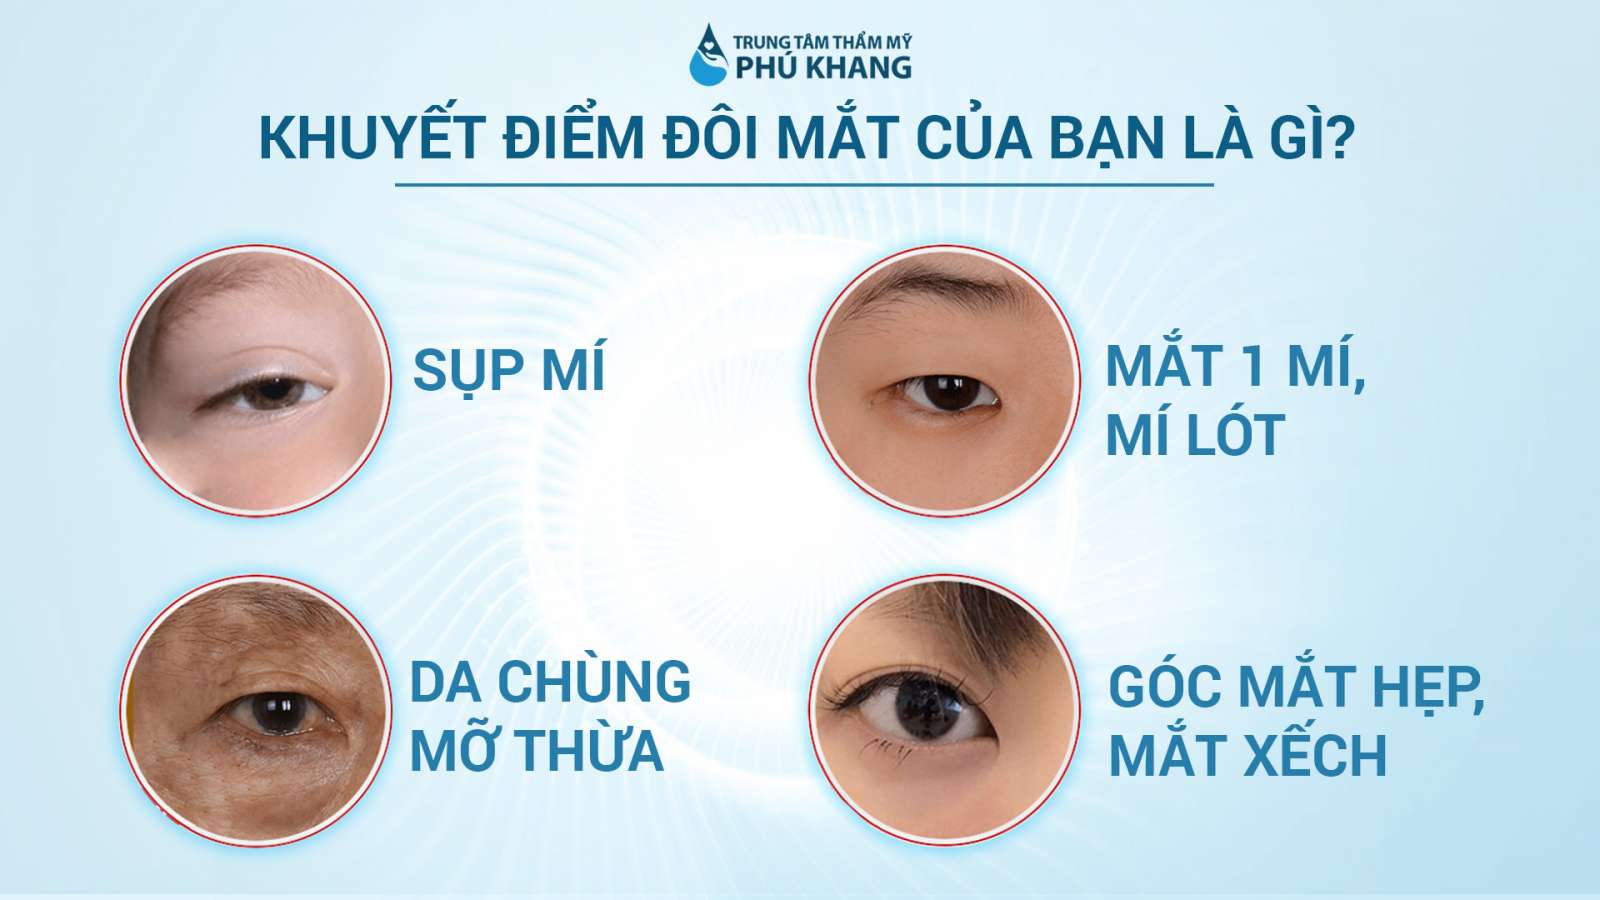 TRUNG TÂM THẨM MỸ
PHÚ KHANG
KHUYẾT ĐIỂM ĐÔI MẮT CỦA BẠN LÀ GÌ?
SỤP MÍ
MẮT 1 MÍ,
MÍ LÓT
DA CHÙNG
MỠ THỪA
GÓC MẮT HẸP,
MẮT XẾCH